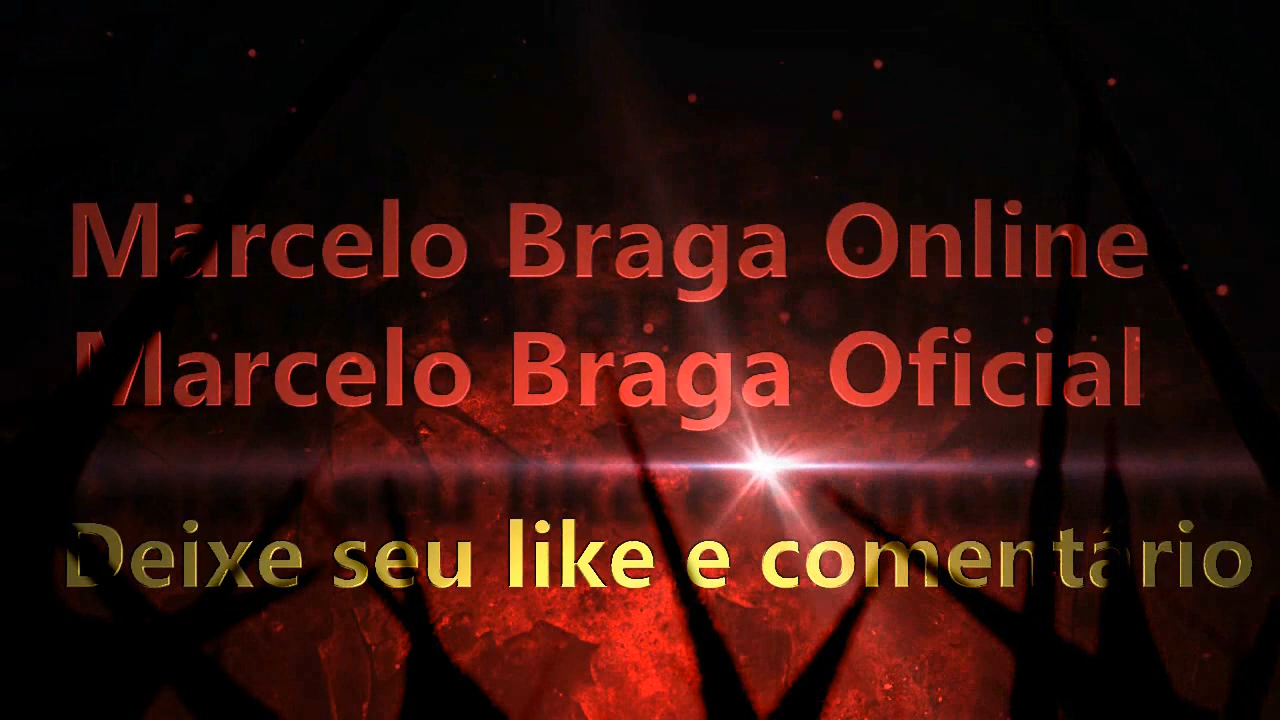 Marcelo Braga Online
Marcelo Braga Oficial
Deixe seu like e comentário